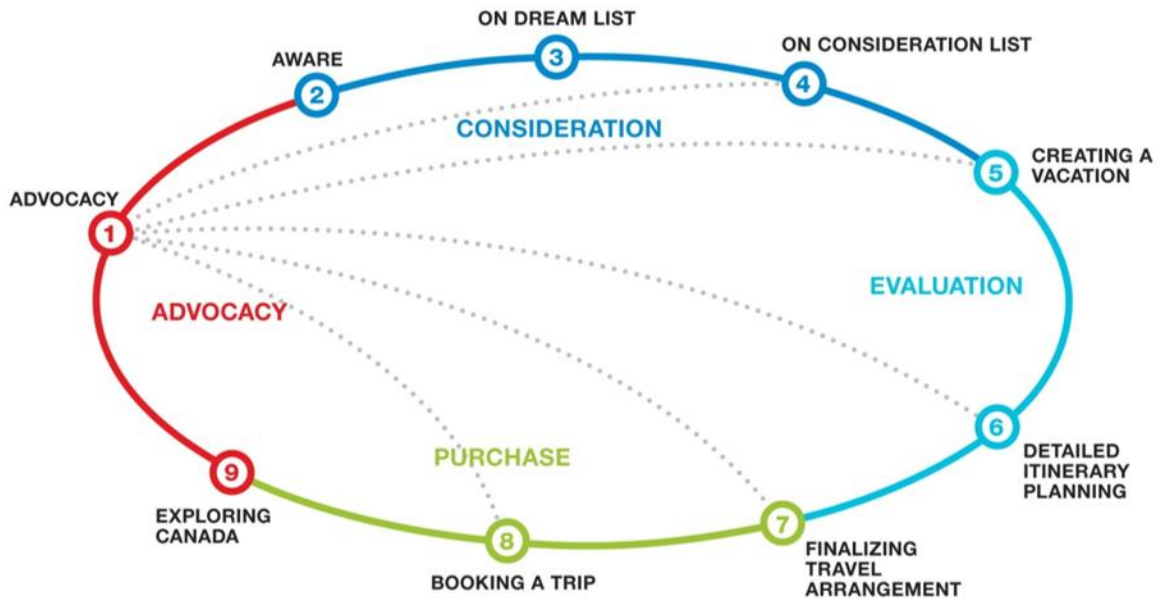 ON DREAM LIST
ON CONSIDERATION LIST
AWARE
3
4
2
CONSIDERATION
CREATING A
VACATION
5
ADVOCACY
1
EVALUATION
ADVOCACY
6
DETAILED
ITINERARY
PLANNING
PURCHASE
9
EXPLORING
CANADA
7
8
FINALIZING
TRAVEL
ARRANGEMENT
BOOKING A TRIP